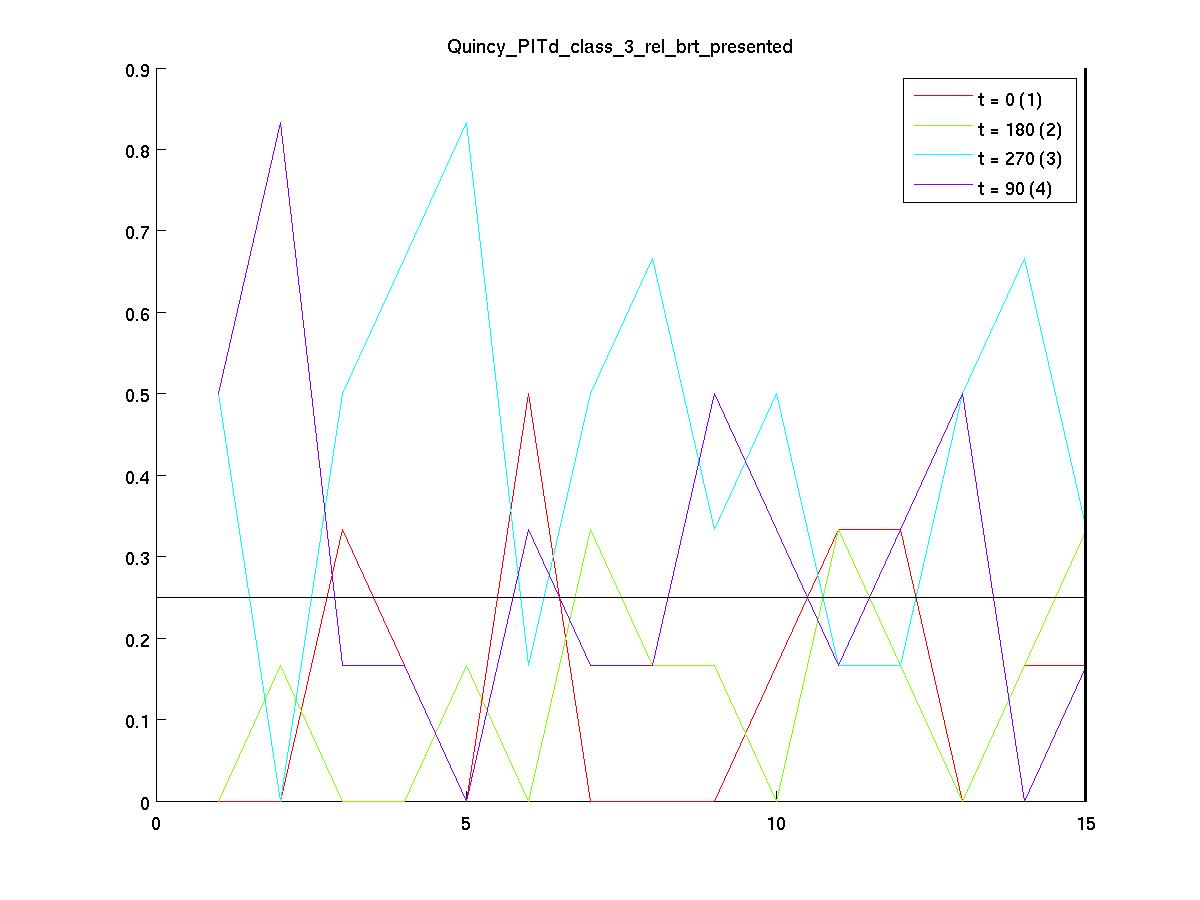 Quincy_PITd_class_3_rel_brt_presented
0.9
0.8
0.7
0.6
0.5
0.4
0.3
0.2
0.1
0
t = 0 (1)
t = 180 (2)
t = 270 (3)
t = 90 (4)
0 5 10 15